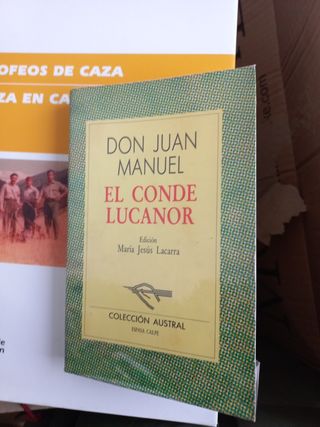 OFEOS DE CAZA
ZA EN CA
DON JUAN
MANUEL
EL CONDE
LUCANOR
Edición
María Jesús Lacarra
COLECCIÓN AUSTRAL
ESPASA CALPE
de